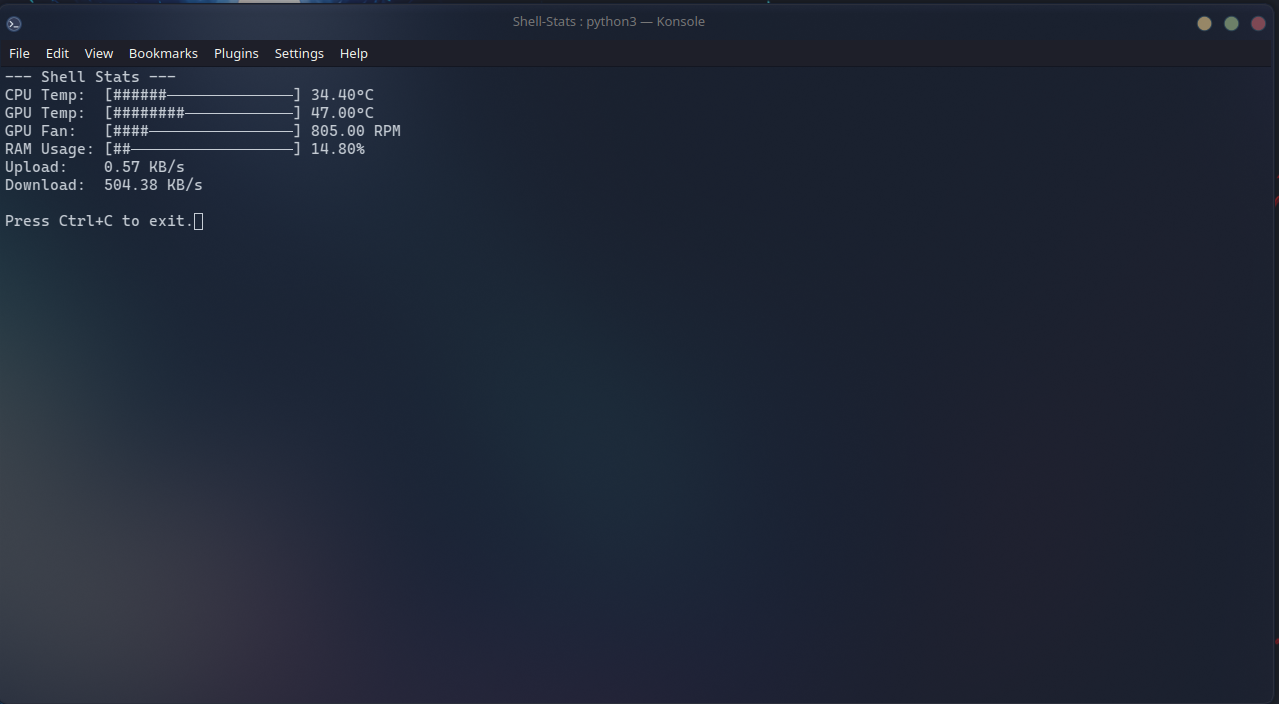 Shell-Stats : python3 — Konsole
File Edit View Bookmarks Plugins Settings Help
--- Shell Stats ---
CPU Temp: [######--------------] 34.40°C
GPU Temp: [########------------] 47.00°C
GPU Fan: [####----------------] 805.00 RPM
RAM Usage: [##------------------] 14.80%
Upload: 0.57 KB/s
Download: 504.38 KB/s
Press Ctrl+C to exit.